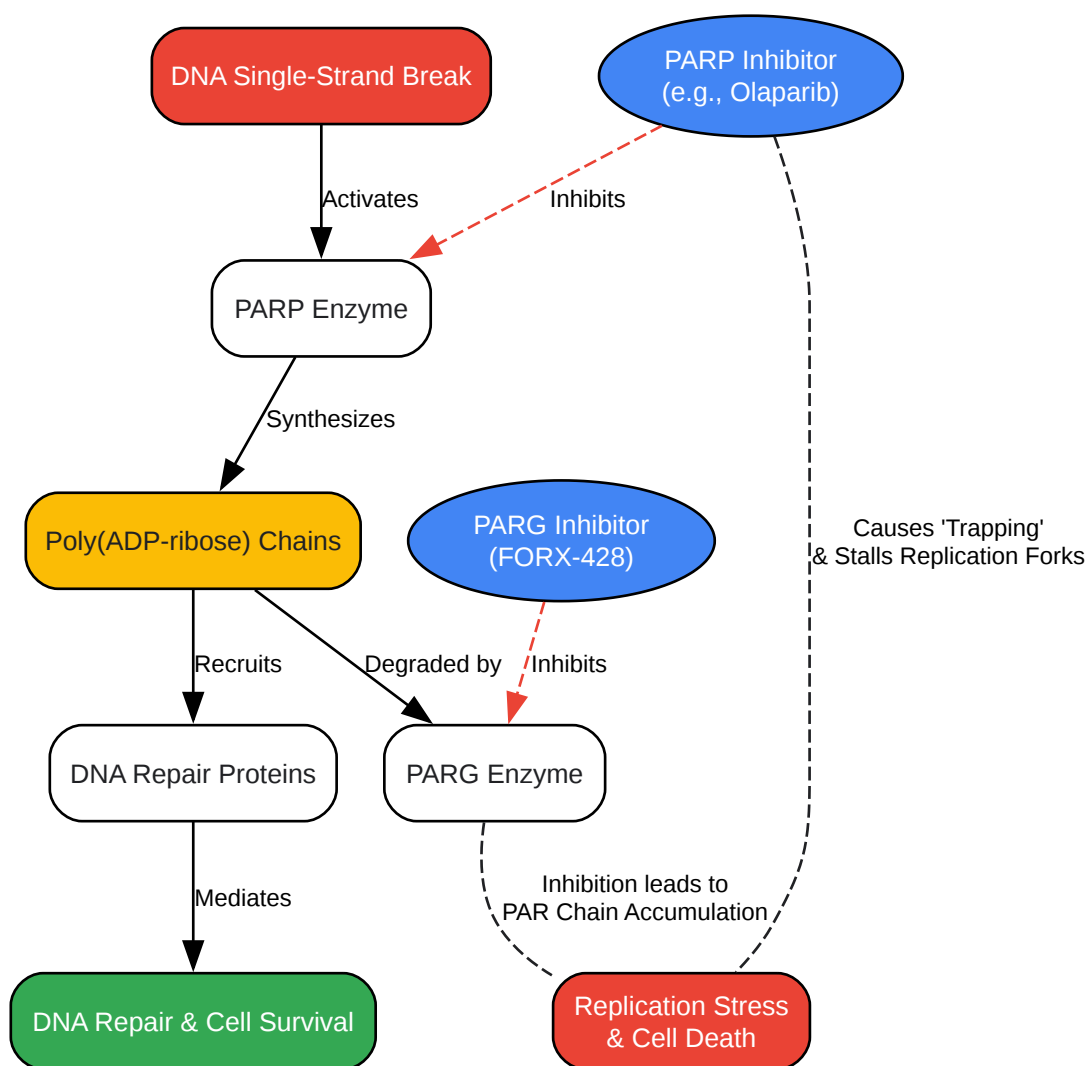 DNA Single-Strand Break
PARP Inhibitor
(e.g., Olaparib)
Activates
Inhibits
PARP Enzyme
Synthesizes
Poly(ADP-ribose) Chains
PARG Inhibitor
(FORX-428)
Causes 'Trapping'
& Stalls Replication Forks
Recruits
Degraded by
Inhibits
DNA Repair Proteins
PARG Enzyme
Mediates
Inhibition leads to
PAR Chain Accumulation
DNA Repair & Cell Survival
Replication Stress
& Cell Death